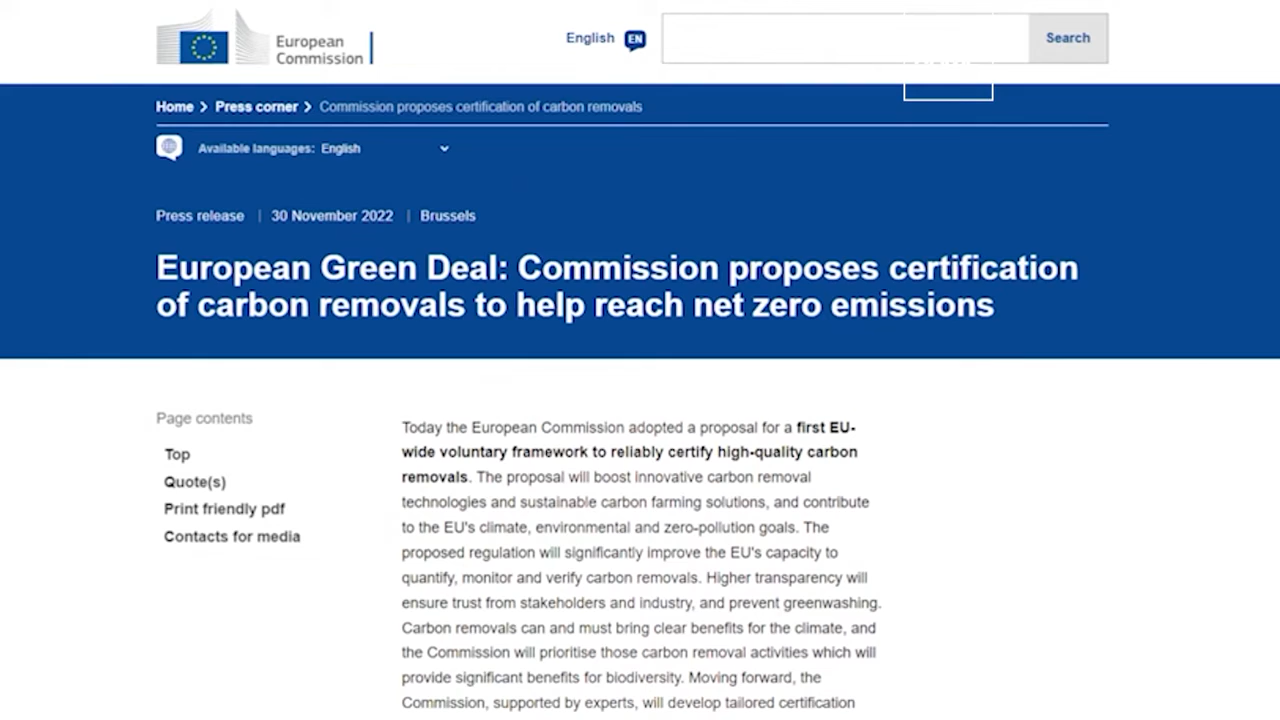 European
Commission
English EN
Search
Home > Press corner > Commission proposes certification of carbon removals
Available languages: English
Press release | 30 November 2022 | Brussels
European Green Deal: Commission proposes certification
of carbon removals to help reach net zero emissions
Page contents
Top
Quote(s)
Print friendly pdf
Contacts for media
Today the European Commission adopted a proposal for a first EU-
wide voluntary framework to reliably certify high-quality carbon
removals. The proposal will boost innovative carbon removal
technologies and sustainable carbon farming solutions, and contribute
to the EU's climate, environmental and zero-pollution goals. The
proposed regulation will significantly improve the EU's capacity to
quantify, monitor and verify carbon removals. Higher transparency will
ensure trust from stakeholders and industry, and prevent greenwashing.
Carbon removals can and must bring clear benefits for the climate, and
the Commission will prioritise those carbon removal activities which will
provide significant benefits for biodiversity. Moving forward, the
Commission, supported by experts, will develop tailored certification